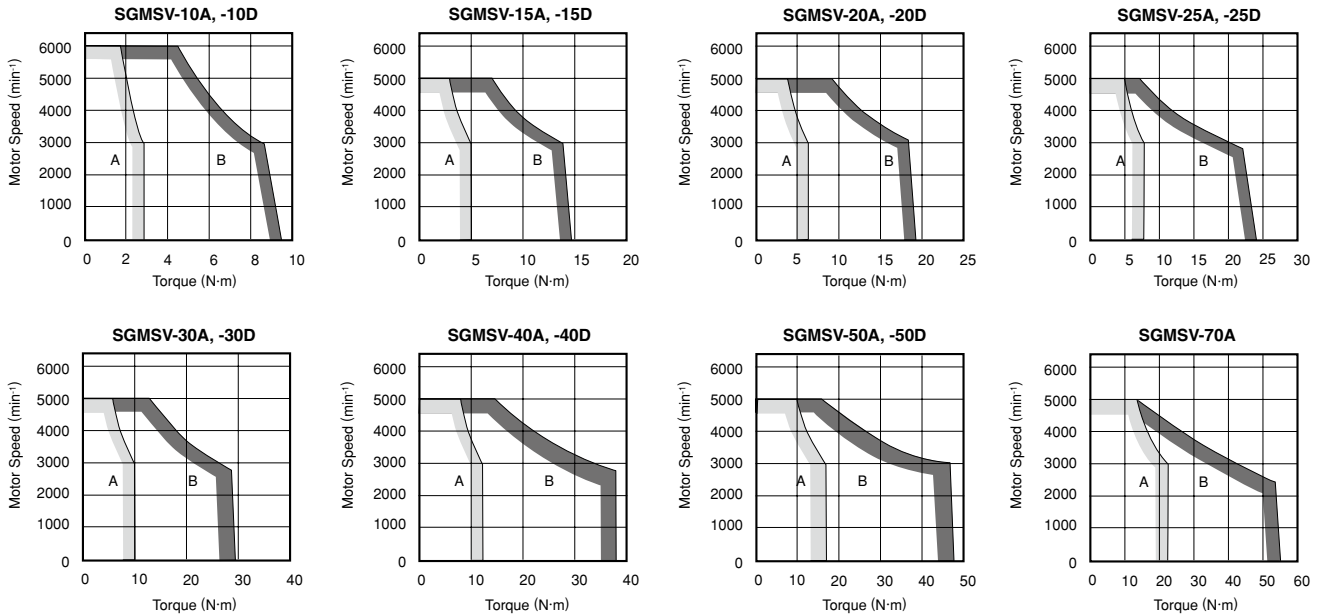 SGMSV-10A, -10D
Motor Speed (min⁻¹)
6000
5000
4000
3000
2000
1000
0
A
B
0 2 4 6 8 10
Torque (N·m)
SGMSV-15A, -15D
Motor Speed (min⁻¹)
6000
5000
4000
3000
2000
1000
0
A
B
0 5 10 15 20
Torque (N·m)
SGMSV-20A, -20D
Motor Speed (min⁻¹)
6000
5000
4000
3000
2000
1000
0
A
B
0 5 10 15 20 25
Torque (N·m)
SGMSV-25A, -25D
Motor Speed (min⁻¹)
6000
5000
4000
3000
2000
1000
0
A
B
0 5 10 15 20 25 30
Torque (N·m)
SGMSV-30A, -30D
Motor Speed (min⁻¹)
6000
5000
4000
3000
2000
1000
0
A
B
0 10 20 30 40
Torque (N·m)
SGMSV-40A, -40D
Motor Speed (min⁻¹)
6000
5000
4000
3000
2000
1000
0
A
B
0 10 20 30 40
Torque (N·m)
SGMSV-50A, -50D
Motor Speed (min⁻¹)
6000
5000
4000
3000
2000
1000
0
A
B
0 10 20 30 40 50
Torque (N·m)
SGMSV-70A
Motor Speed (min⁻¹)
6000
5000
4000
3000
2000
1000
0
A
B
0 10 20 30 40 50 60
Torque (N·m)